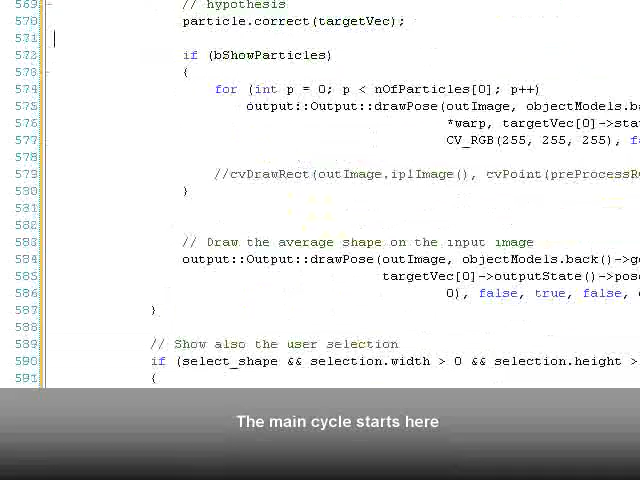 569 // hypothesis
570 particle.correct(targetVec);
571
572 if (bShowParticles)
573 {
574 for (int p = 0; p < nOfParticles[0]; p++)
575 output::Output::drawPose(outImage, objectModels.ba
576 *warp, targetVec[0]->sta
577 CV_RGB(255, 255, 255), fa
578
579 //cvDrawRect(outImage.iplImage(), cvPoint(preProcessR
580 }
581
582
583 // Draw the average shape on the input image
584 output::Output::drawPose(outImage, objectModels.back()->g
585 targetVec[0]->outputState()->pos
586 0), false, true, false,
587 }
588
589 // Show also the user selection
590 if (select_shape && selection.width > 0 && selection.height >
591 {
The main cycle starts here